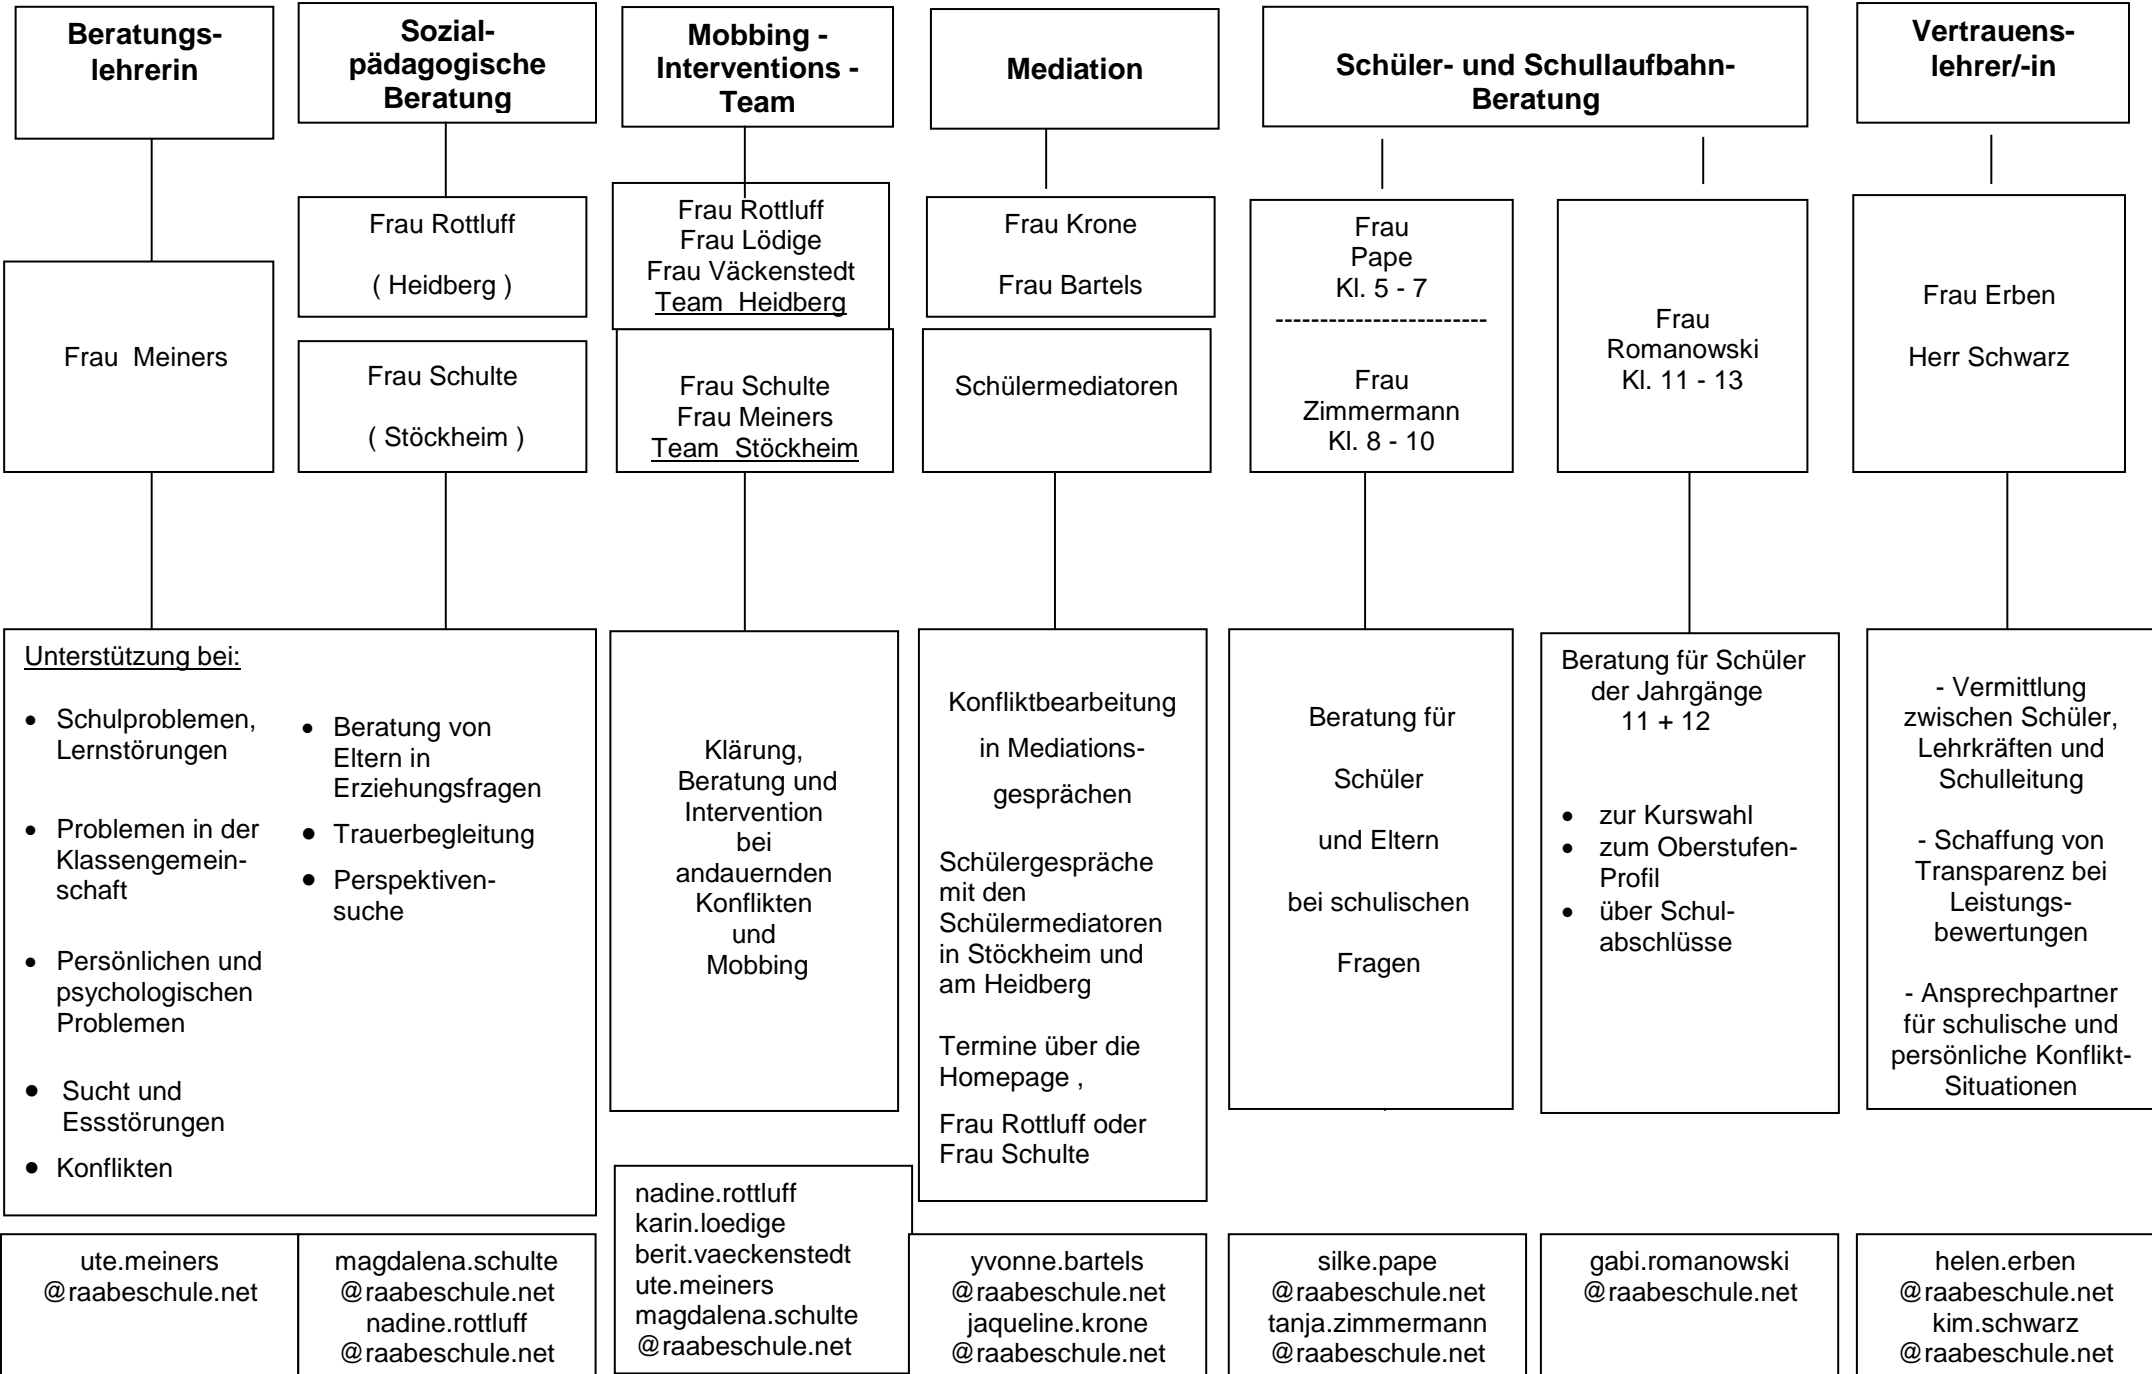 Beratungs-
lehrerin
Sozial-
pädagogische
Beratung
Mobbing -
Interventions -
Team
Mediation
Schüler- und Schullaufbahn-
Beratung
Vertrauens-
lehrer/-in
Frau  Meiners
Frau Rottluff
( Heidberg )
Frau Schulte
( Stöckheim )
Frau Rottluff
Frau Lödige
Frau Väckenstedt
Team  Heidberg
Frau Schulte
Frau Meiners
Team  Stöckheim
Frau Krone
Frau Bartels
Schülermediatoren
Frau
Pape
Kl. 5 - 7
------------------------
Frau
Zimmermann
Kl. 8 - 10
Frau
Romanowski
Kl. 11 - 13
Frau Erben
Herr Schwarz
Unterstützung bei:
• Schulproblemen,
Lernstörungen
• Problemen in der
Klassengemein-
schaft
• Persönlichen und
psychologischen
Problemen
• Sucht und
Essstörungen
• Konflikten
• Beratung von
Eltern in
Erziehungsfragen
• Trauerbegleitung
• Perspektiven-
suche
Klärung,
Beratung und
Intervention
bei
andauernden
Konflikten
und
Mobbing
Konfliktbearbeitung
in Mediations-
gesprächen
Schülergespräche
mit den
Schülermediatoren
in Stöckheim und
am Heidberg
Termine über die
Homepage ,
Frau Rottluff oder
Frau Schulte
Beratung für
Schüler
und Eltern
bei schulischen
Fragen
Beratung für Schüler
der Jahrgänge
11 + 12
• zur Kurswahl
• zum Oberstufen-
Profil
• über Schul-
abschlüsse
- Vermittlung
zwischen Schüler,
Lehrkräften und
Schulleitung
- Schaffung von
Transparenz bei
Leistungs-
bewertungen
- Ansprechpartner
für schulische und
persönliche Konflikt-
Situationen
ute.meiners
@raabeschule.net
magdalena.schulte
@raabeschule.net
nadine.rottluff
@raabeschule.net
nadine.rottluff
karin.loedige
berit.vaeckenstedt
ute.meiners
magdalena.schulte
@raabeschule.net
yvonne.bartels
@raabeschule.net
jaqueline.krone
@raabeschule.net
silke.pape
@raabeschule.net
tanja.zimmermann
@raabeschule.net
gabi.romanowski
@raabeschule.net
helen.erben
@raabeschule.net
kim.schwarz
@raabeschule.net